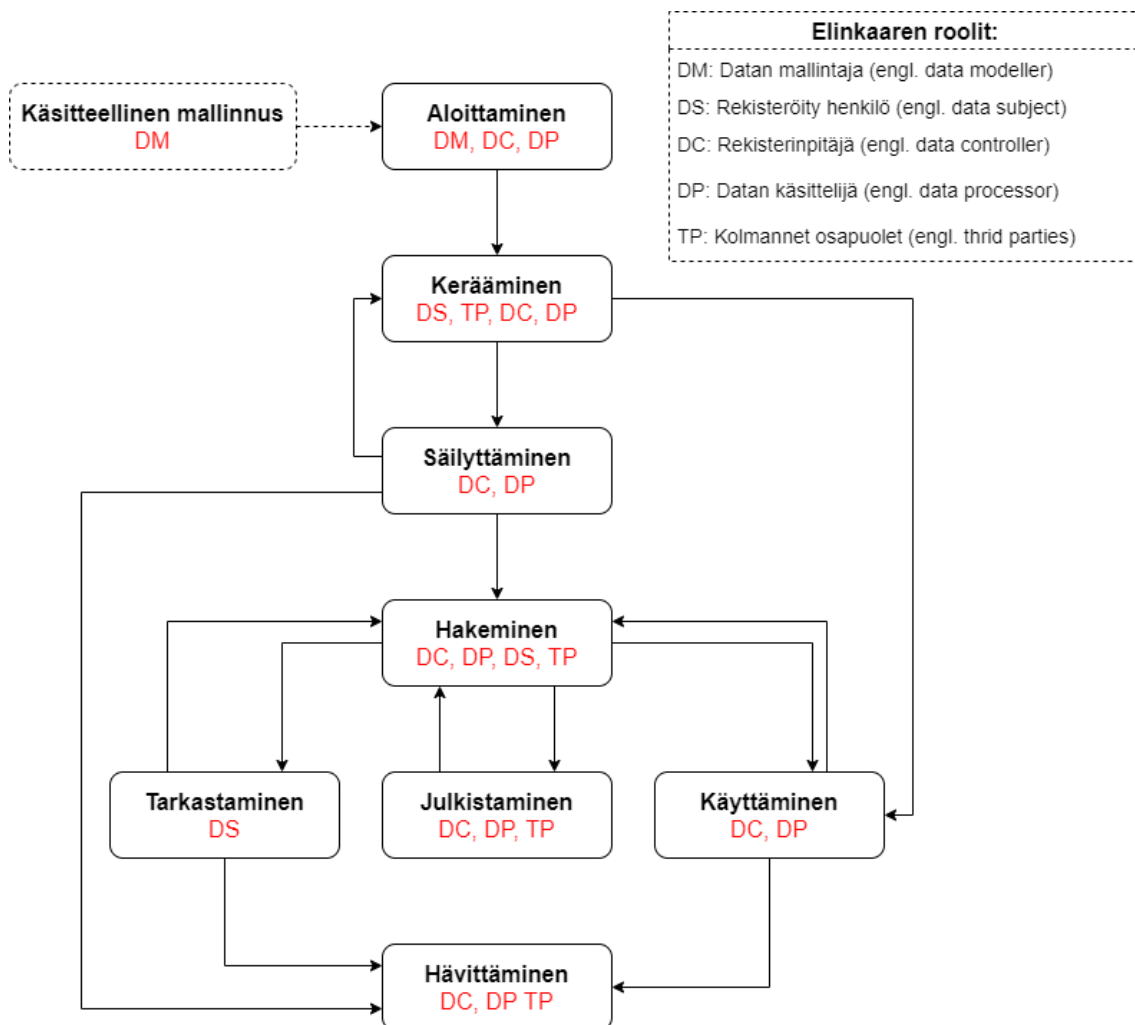 Elinkaaren roolit:
DM: Datan mallintaja (engl. data modeller)
DS: Rekisteröity henkilö (engl. data subject)
DC: Rekisterinpitäjä (engl. data controller)
DP: Datan käsittelijä (engl. data processor)
TP: Kolmannet osapuolet (engl. thrid parties)
Käsitteellinen mallinnus
DM
Aloittaminen
DM, DC, DP
Kerääminen
DS, TP, DC, DP
Säilyttäminen
DC, DP
Hakeminen
DC, DP, DS, TP
Tarkastaminen
DS
Julkistaminen
DC, DP, TP
Käyttäminen
DC, DP
Hävittäminen
DC, DP TP